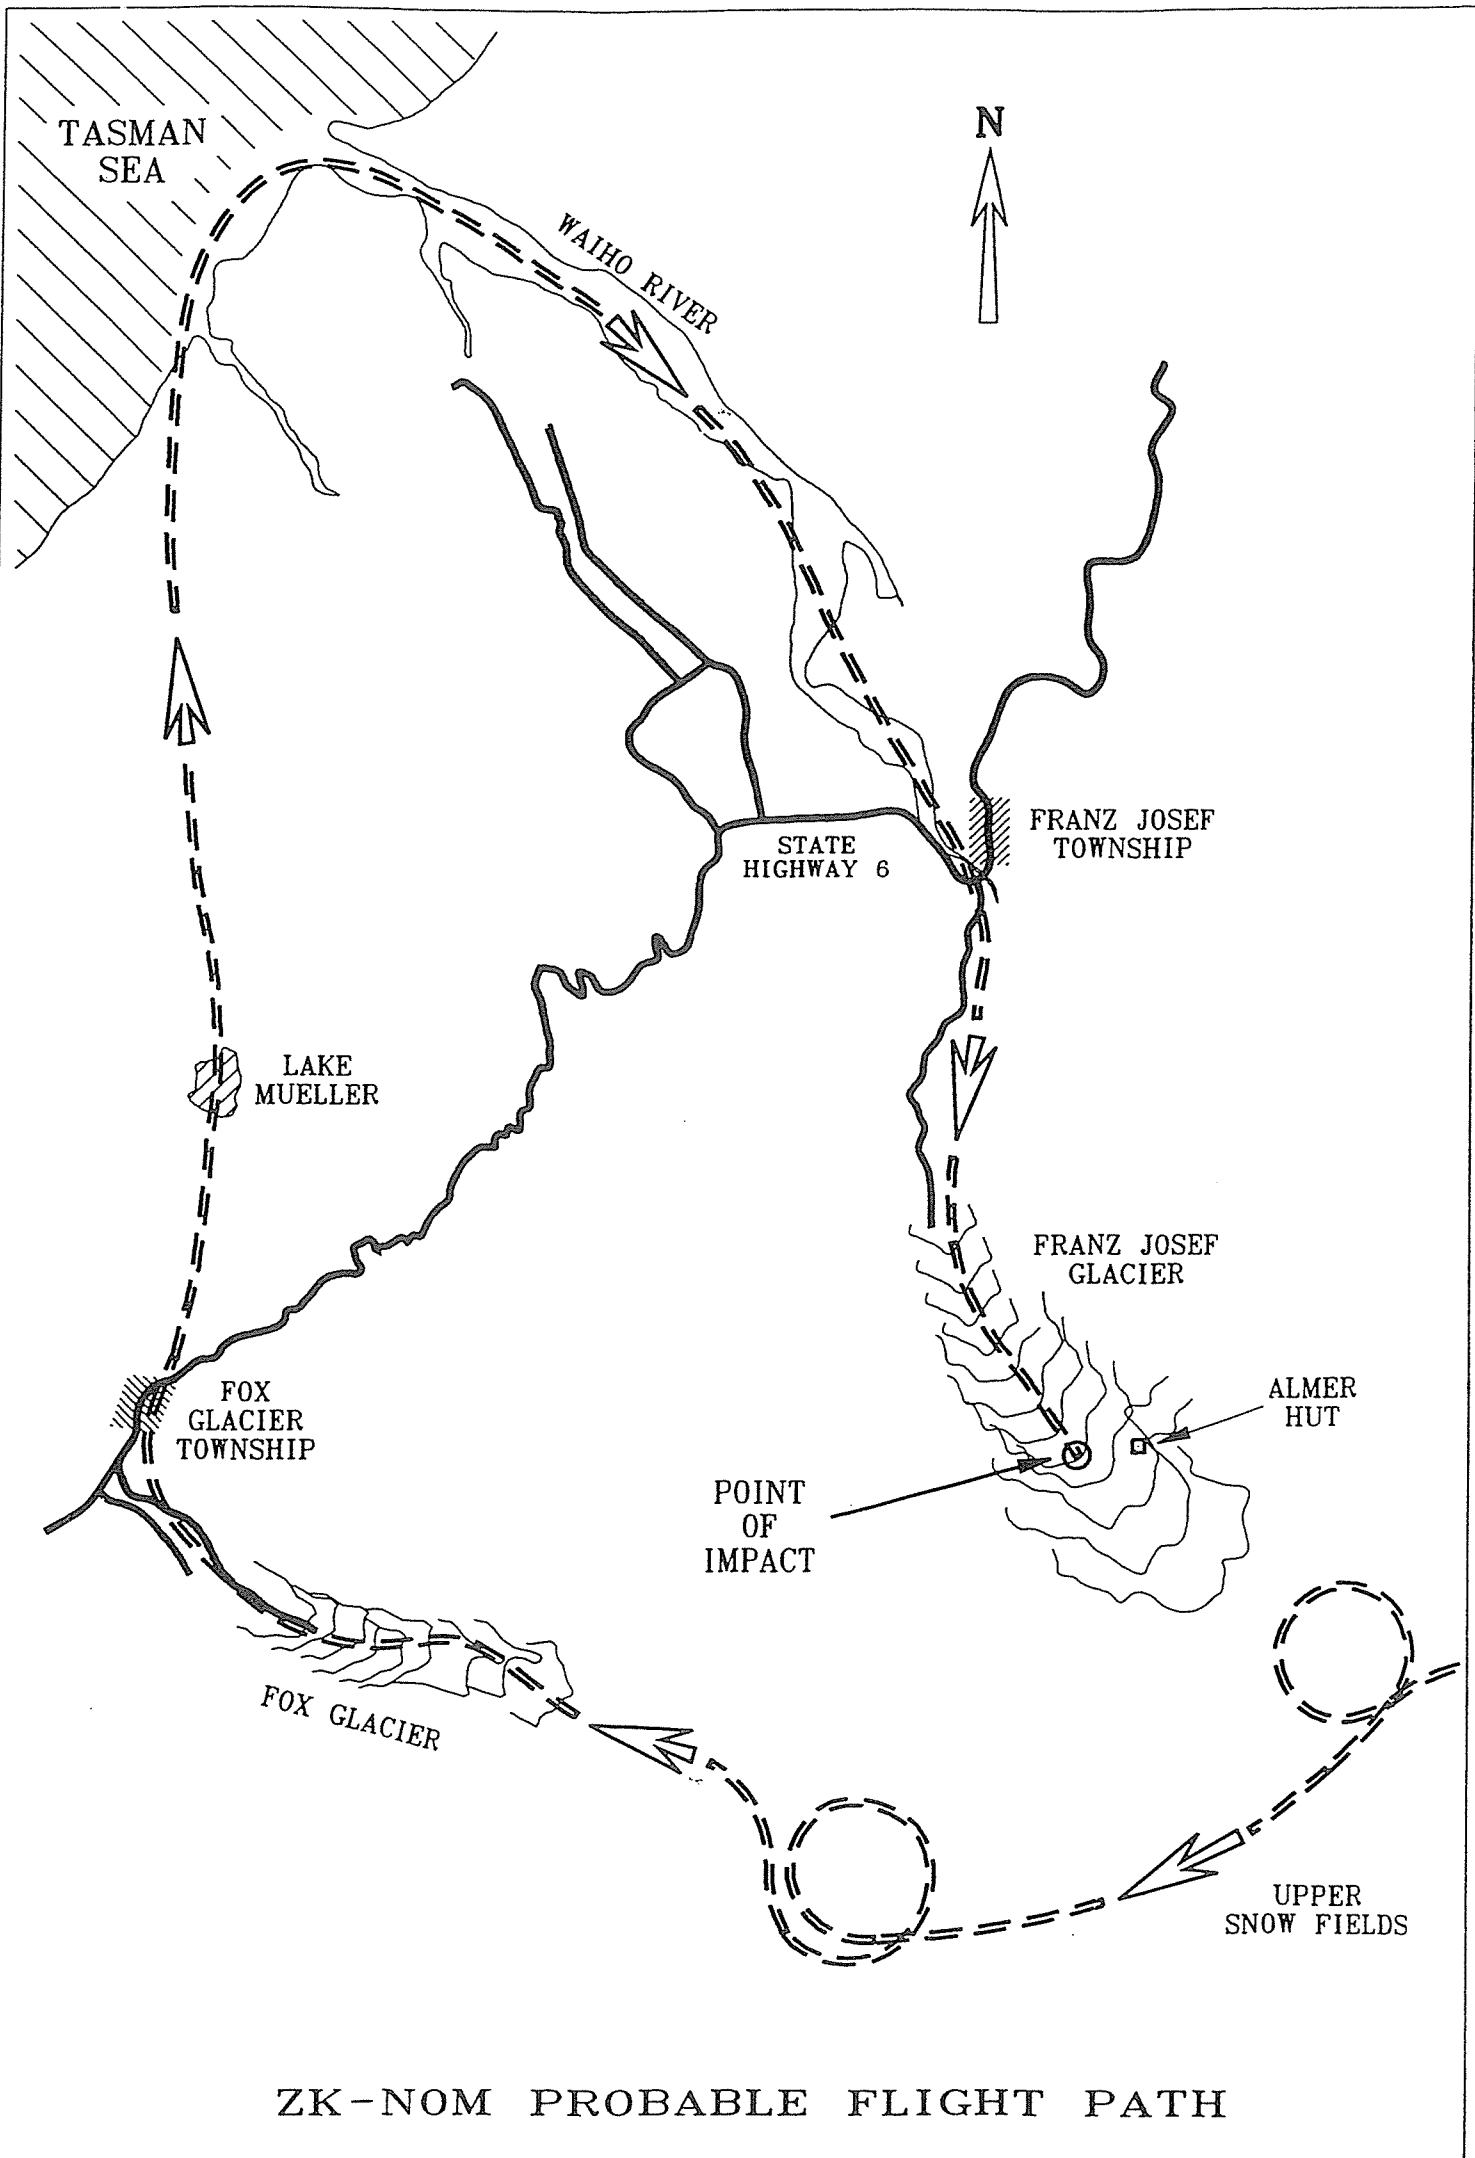 TASMAN
SEA
N
WAIHO RIVER
FRANZ JOSEF
TOWNSHIP
STATE
HIGHWAY 6
LAKE
MUELLER
FRANZ JOSEF
GLACIER
FOX
GLACIER
TOWNSHIP
ALMER
HUT
POINT
OF
IMPACT
FOX GLACIER
UPPER
SNOW FIELDS
ZK-NOM PROBABLE FLIGHT PATH